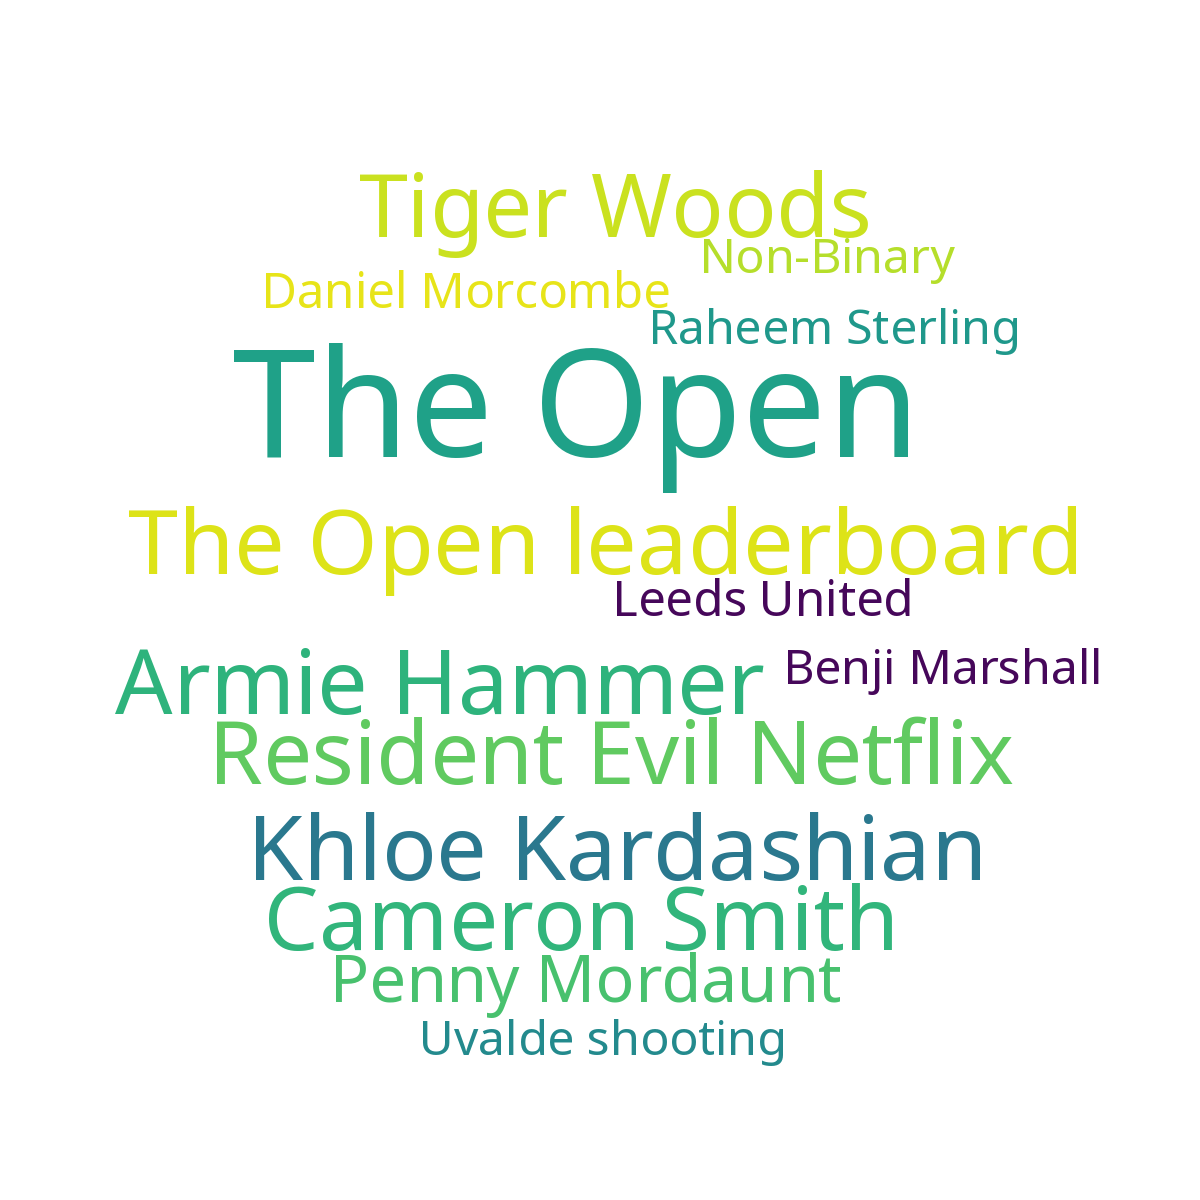 Tiger Woods
Non-Binary
Daniel Morcombe
Raheem Sterling
The Open
The Open leaderboard
Leeds United
Armie Hammer
Benji Marshall
Resident Evil Netflix
Khloe Kardashian
Cameron Smith
Penny Mordaunt
Uvalde shooting